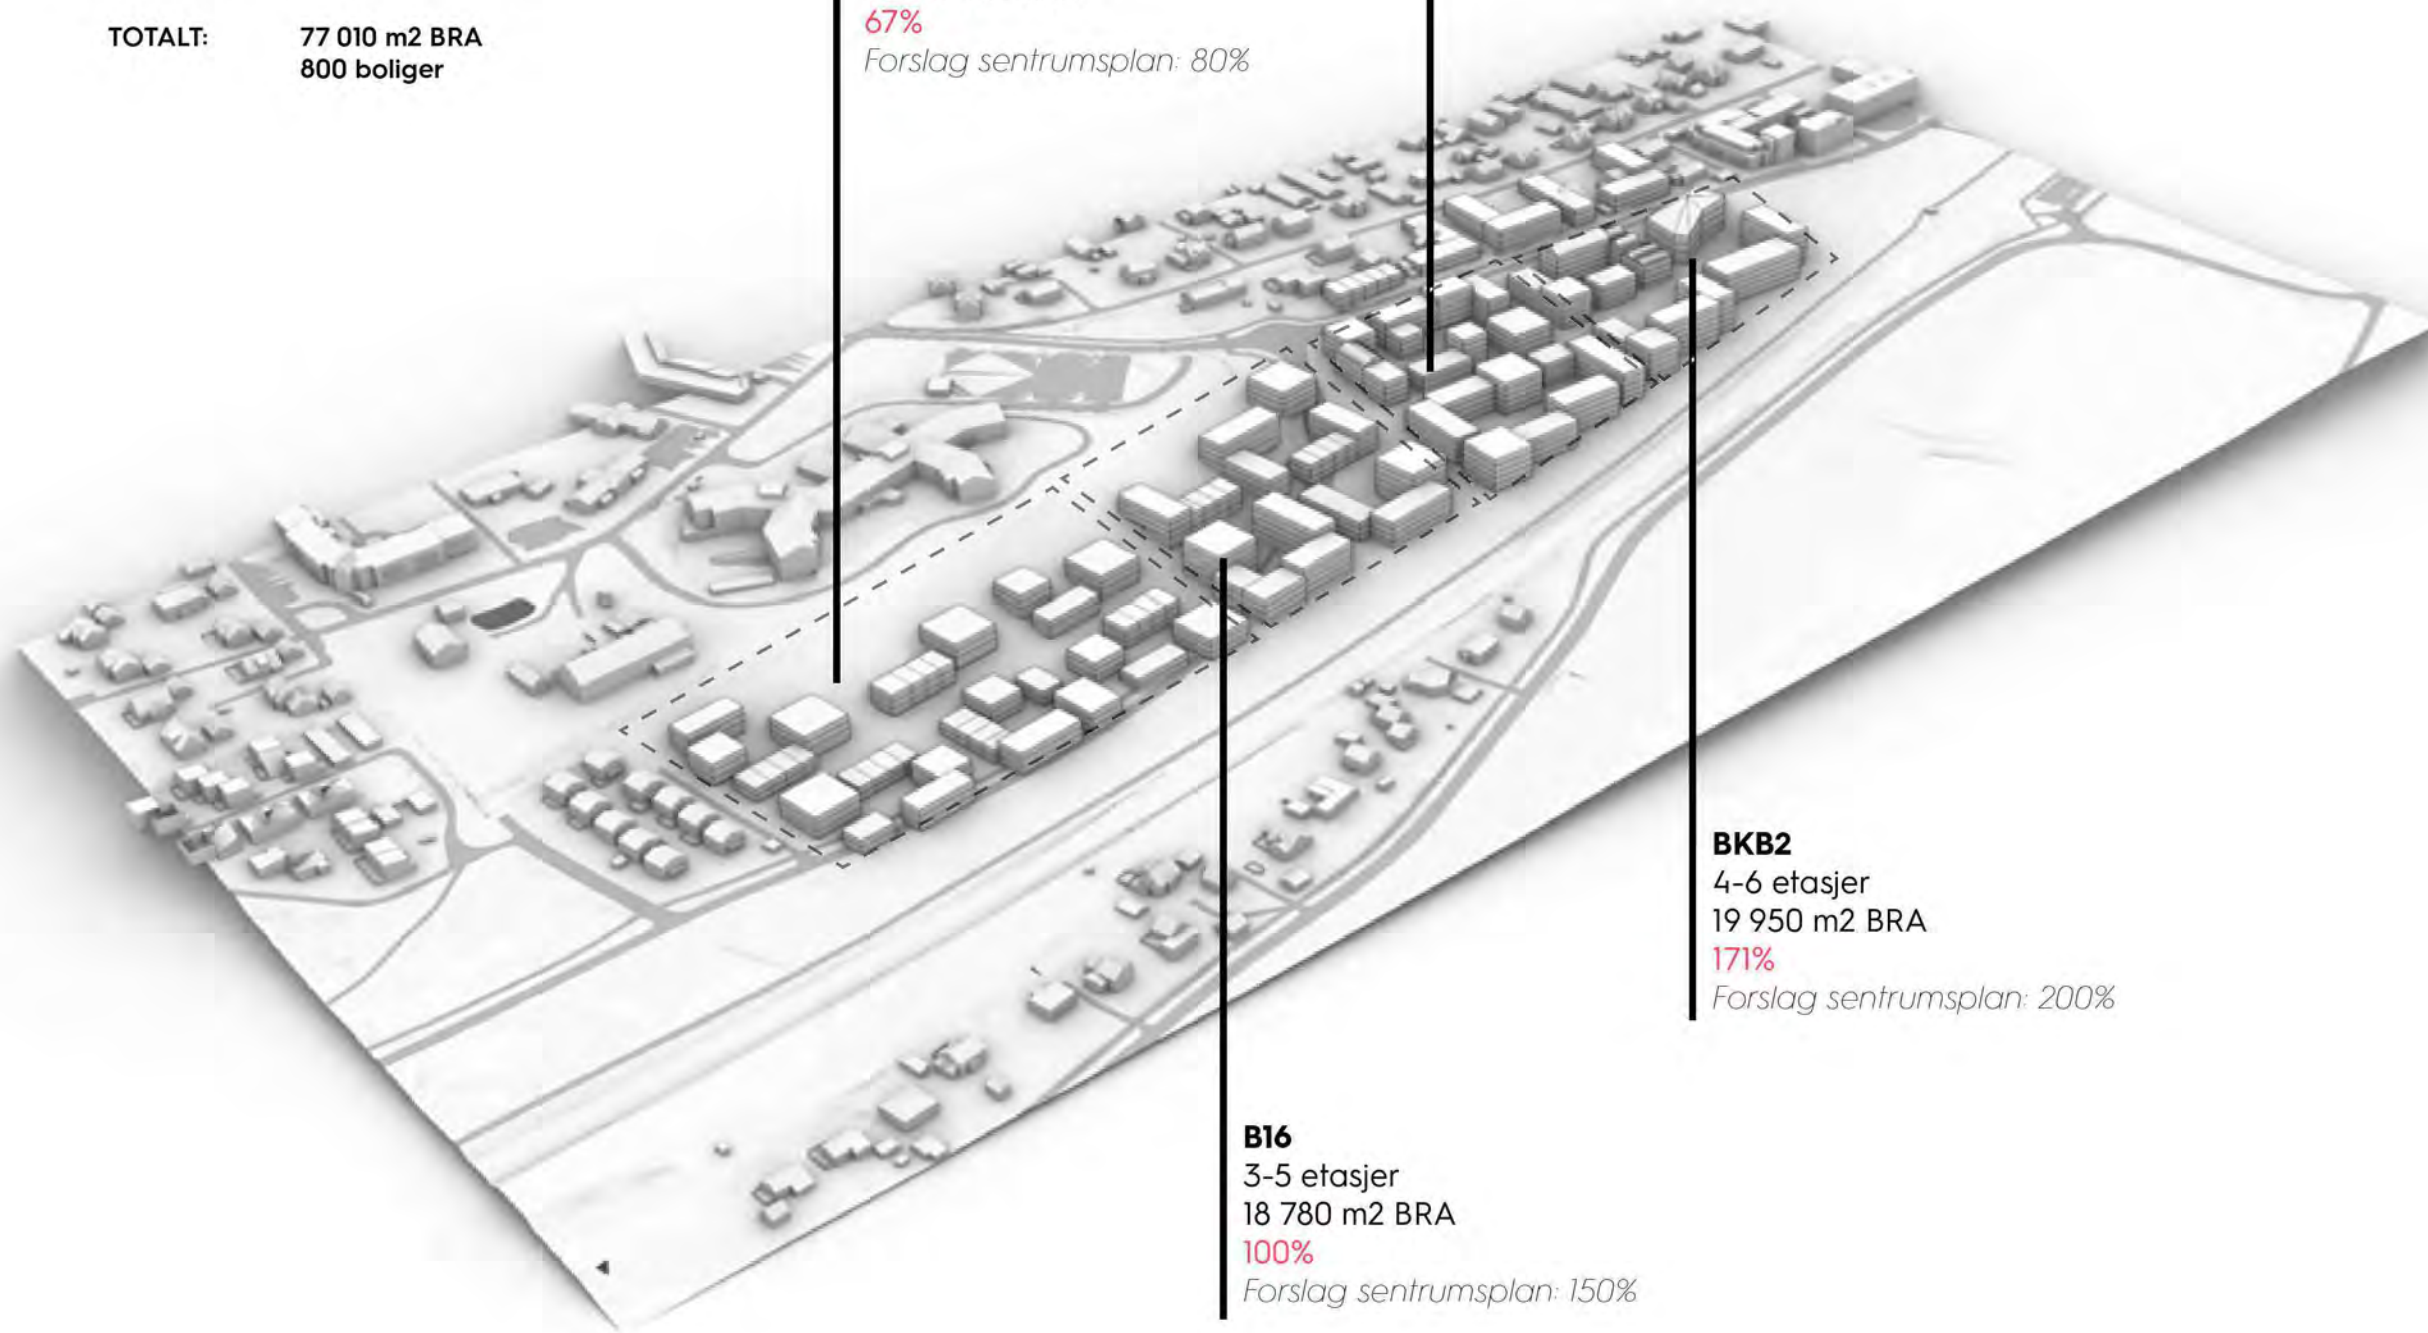 TOTALT: 77 010 m2 BRA
800 boliger
67%
Forslag sentrumsplan: 80%
BKB2
4-6 etasjer
19 950 m2 BRA
171%
Forslag sentrumsplan: 200%
B16
3-5 etasjer
18 780 m2 BRA
100%
Forslag sentrumsplan: 150%